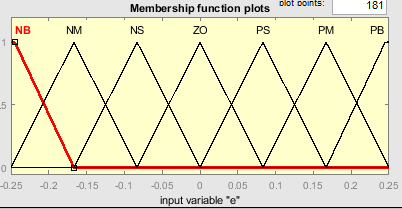 Membership function plots
plot points:
181
NB NM NS ZO PS PM PB
1
.5
0
-0.25 -0.2 -0.15 -0.1 -0.05 0 0.05 0.1 0.15 0.2 0.25
input variable "e"